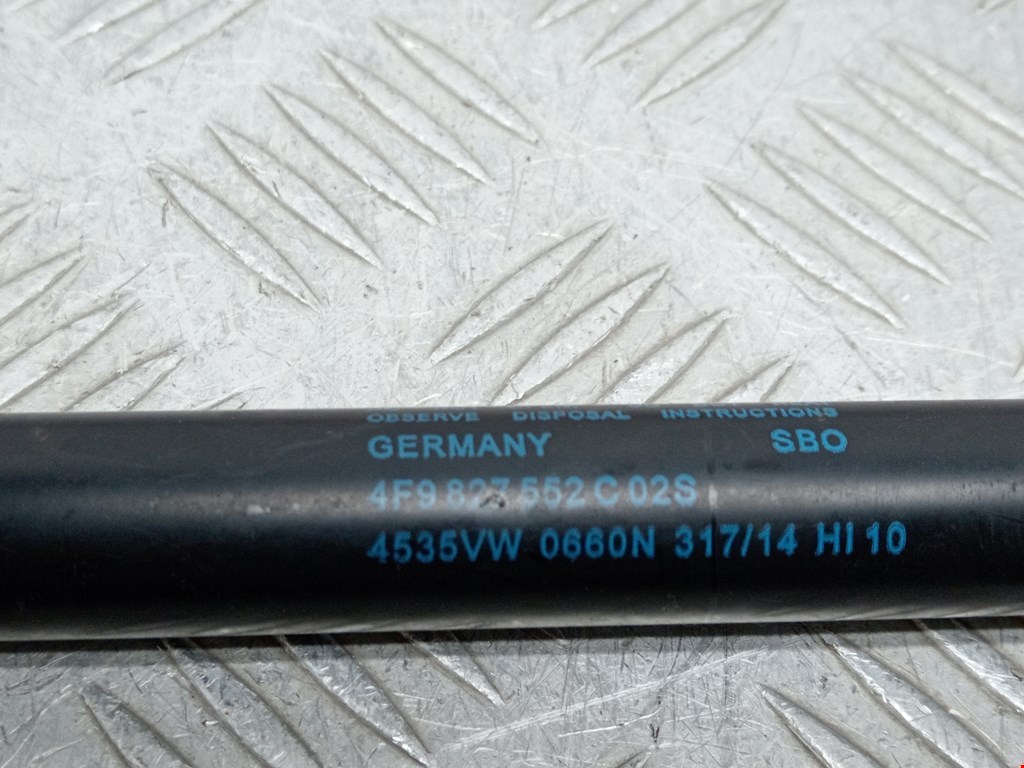 OBSERVE DISPOSAL INSTRUCTIONS
GERMANY SBO
4F9 827 552 C 02S
4535VW 0660N 317/14 HI 10